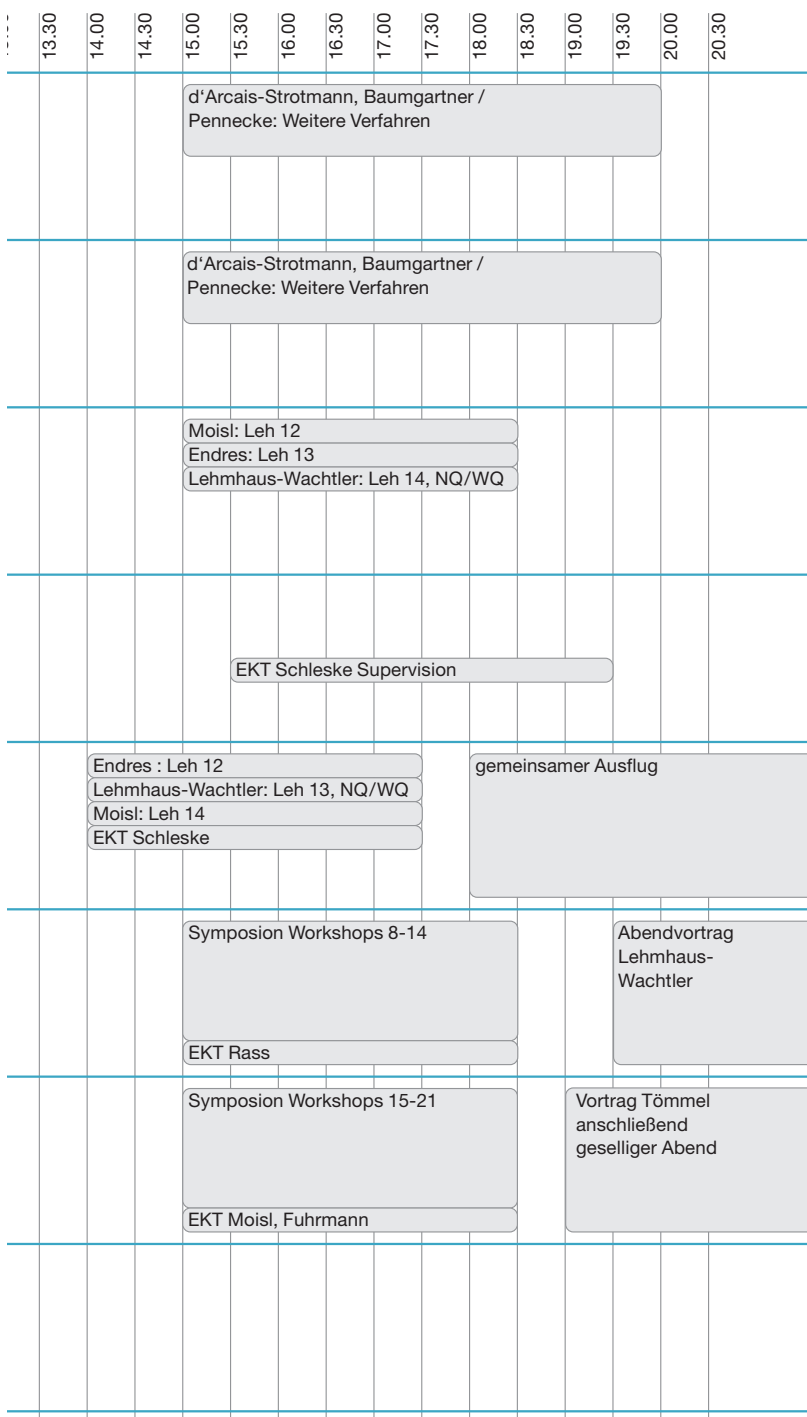 13.30
14.00
14.30
15.00
15.30
16.00
16.30
17.00
17.30
18.00
18.30
19.00
19.30
20.00
20.30
d‘Arcais-Strotmann, Baumgartner /
Pennecke: Weitere Verfahren
d‘Arcais-Strotmann, Baumgartner /
Pennecke: Weitere Verfahren
Moisl: Leh 12
Endres: Leh 13
Lehmhaus-Wachtler: Leh 14, NQ/WQ
EKT Schleske Supervision
Endres : Leh 12
Lehmhaus-Wachtler: Leh 13, NQ/WQ
Moisl: Leh 14
EKT Schleske
gemeinsamer Ausflug
Symposion Workshops 8-14
EKT Rass
Abendvortrag
Lehmhaus-
Wachtler
Symposion Workshops 15-21
EKT Moisl, Fuhrmann
Vortrag Tömmel
anschließend
geselliger Abend